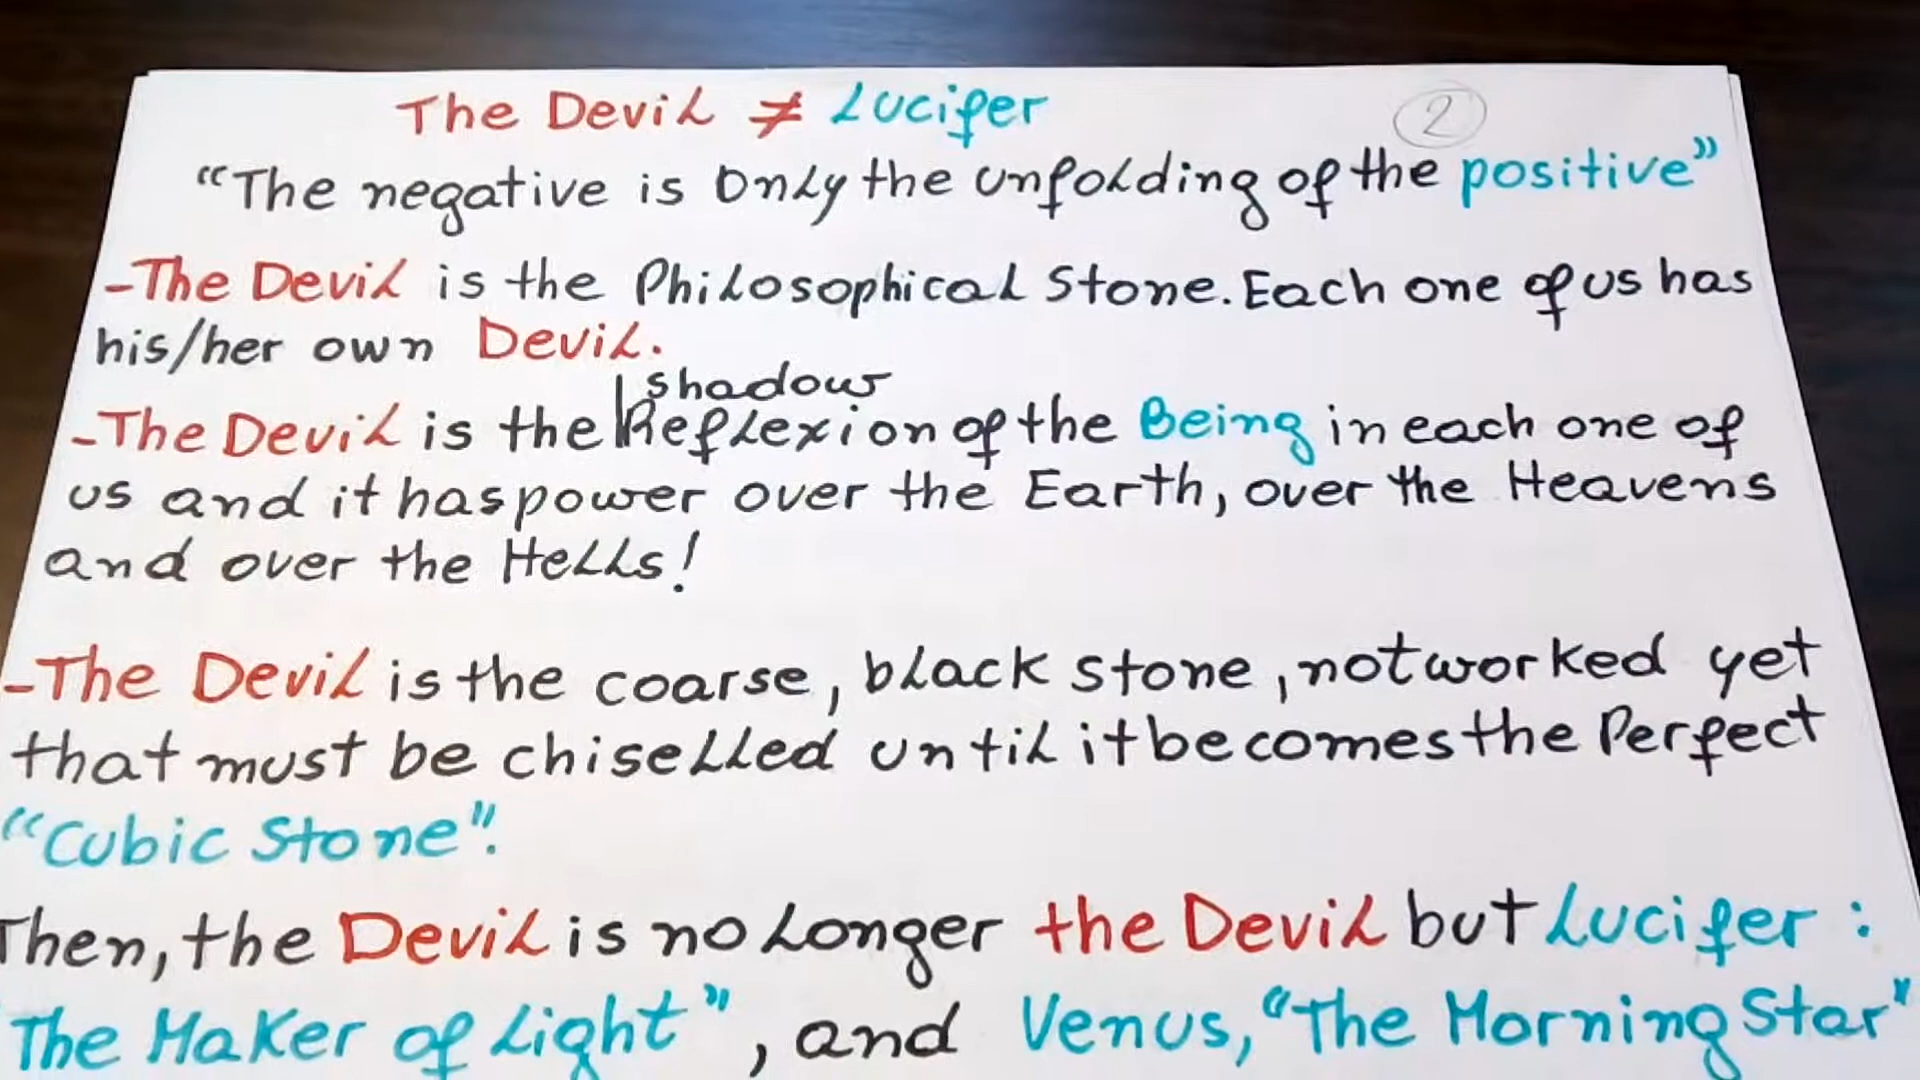 The Devil ≠ Lucifer
2
"The negative is only the unfolding of the positive"
-The Devil is the Philosophical Stone. Each one of us has
his/her own Devil.
shadow
-The Devil is the Reflexion of the Being in each one of
us and it has power over the Earth, over the Heavens
and over the Hells!
-The Devil is the coarse, black stone, not worked yet
that must be chiselled until it becomes the Perfect
"Cubic Stone".
Then, the Devil is no longer the Devil but Lucifer:
"The Maker of Light", and Venus, "The Morning Star"